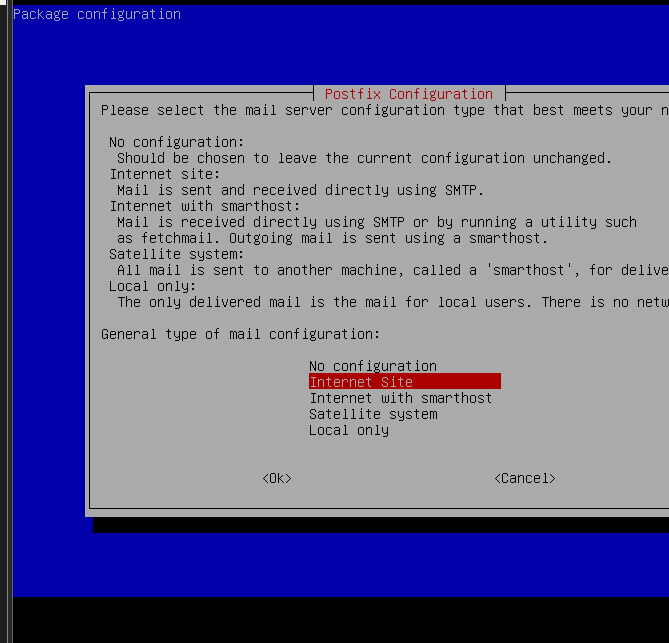 Package configuration
Postfix Configuration
Please select the mail server configuration type that best meets your n
No configuration:
Should be chosen to leave the current configuration unchanged.
Internet site:
Mail is sent and received directly using SMTP.
Internet with smarthost:
Mail is received directly using SMTP or by running a utility such
as fetchmail. Outgoing mail is sent using a smarthost.
Satellite system:
All mail is sent to another machine, called a 'smarthost', for delive
Local only:
The only delivered mail is the mail for local users. There is no netw
General type of mail configuration:
No configuration
Internet Site
Internet with smarthost
Satellite system
Local only
<Ok> <Cancel>